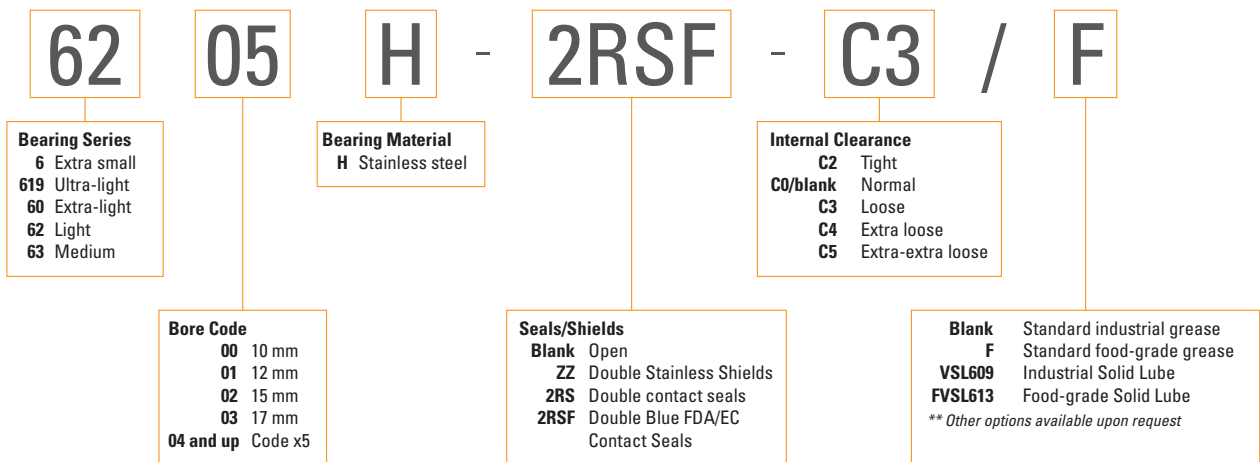 62 05 H - 2RSF - C3 / F
Bearing Series
6 Extra small
619 Ultra-light
60 Extra-light
62 Light
63 Medium
Bearing Material
H Stainless steel
Internal Clearance
C2 Tight
C0/blank Normal
C3 Loose
C4 Extra loose
C5 Extra-extra loose
Bore Code
00 10 mm
01 12 mm
02 15 mm
03 17 mm
04 and up Code x5
Seals/Shields
Blank Open
ZZ Double Stainless Shields
2RS Double contact seals
2RSF Double Blue FDA/EC
Contact Seals
Blank Standard industrial grease
F Standard food-grade grease
VSL609 Industrial Solid Lube
FVSL613 Food-grade Solid Lube
** Other options available upon request